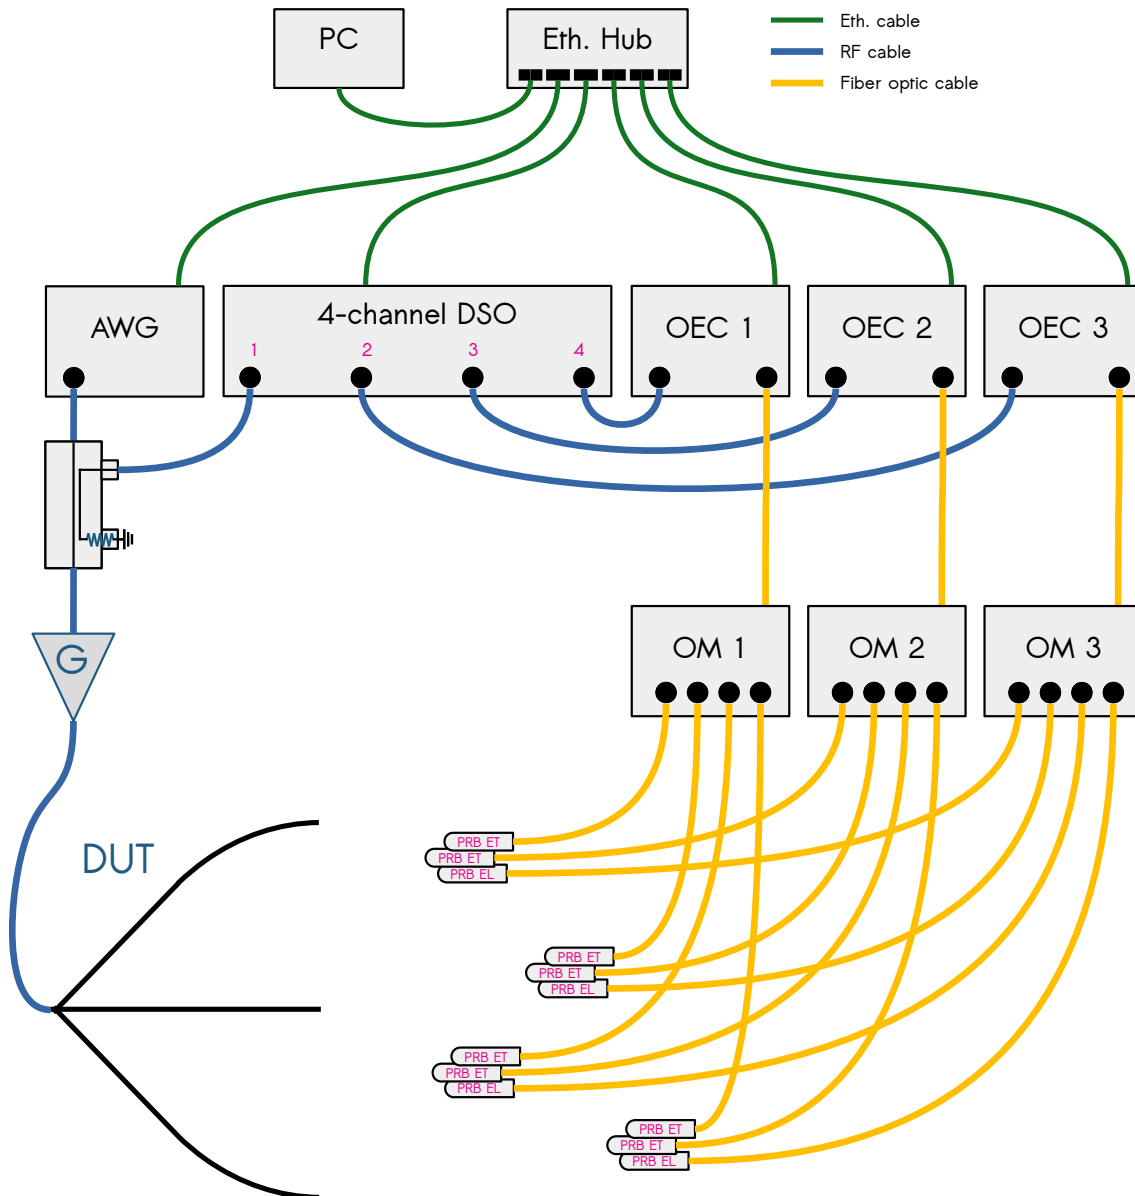 PC
Eth. Hub
Eth. cable
RF cable
Fiber optic cable
AWG
4-channel DSO
1
2
3
4
OEC 1
OEC 2
OEC 3
G
OM 1
OM 2
OM 3
DUT
PRB ET
PRB ET
PRB EL
PRB ET
PRB ET
PRB EL
PRB ET
PRB ET
PRB EL
PRB ET
PRB ET
PRB EL